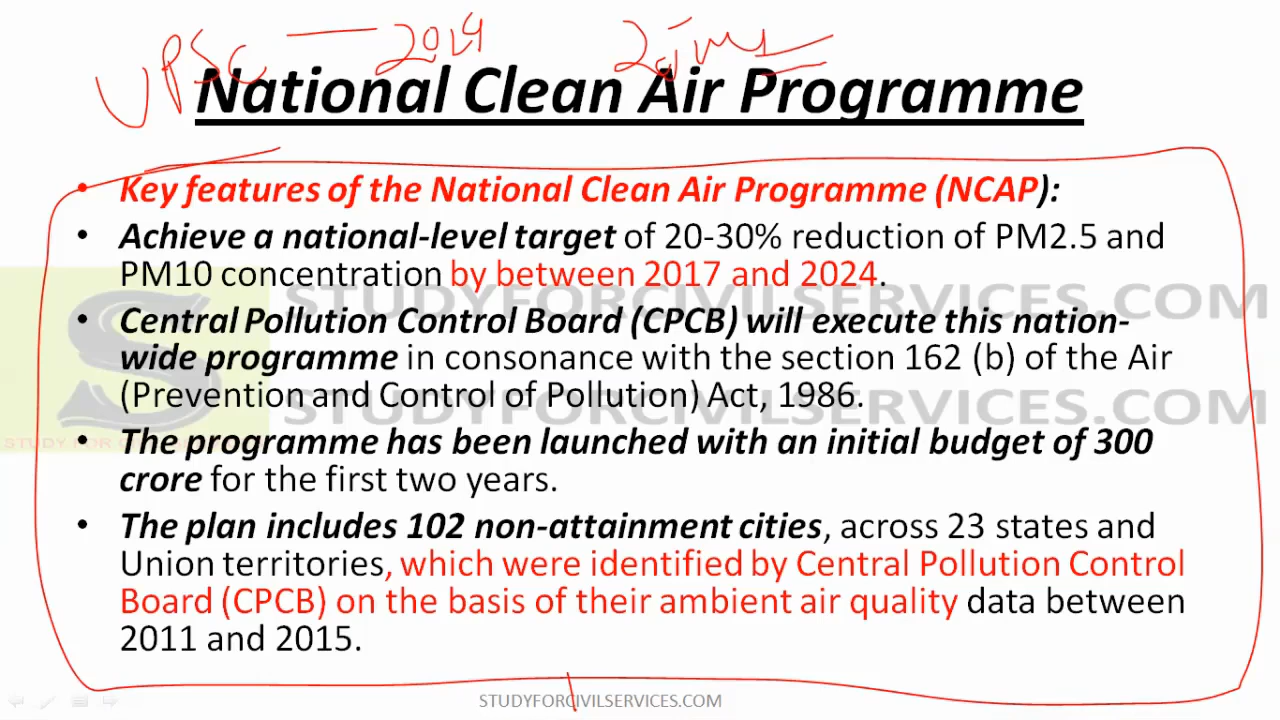 UPSC — 2019
National Clean Air Programme
• Key features of the National Clean Air Programme (NCAP):
• Achieve a national-level target of 20-30% reduction of PM2.5 and
PM10 concentration by between 2017 and 2024.
• Central Pollution Control Board (CPCB) will execute this nation-
wide programme in consonance with the section 162 (b) of the Air
(Prevention and Control of Pollution) Act, 1986.
• The programme has been launched with an initial budget of 300
crore for the first two years.
• The plan includes 102 non-attainment cities, across 23 states and
Union territories, which were identified by Central Pollution Control
Board (CPCB) on the basis of their ambient air quality data between
2011 and 2015.
STUDYFORCIVILSERVICES.COM
STUDYFORCIVILSERVICES.COM
STUDYFORCIVILSERVICES.COM